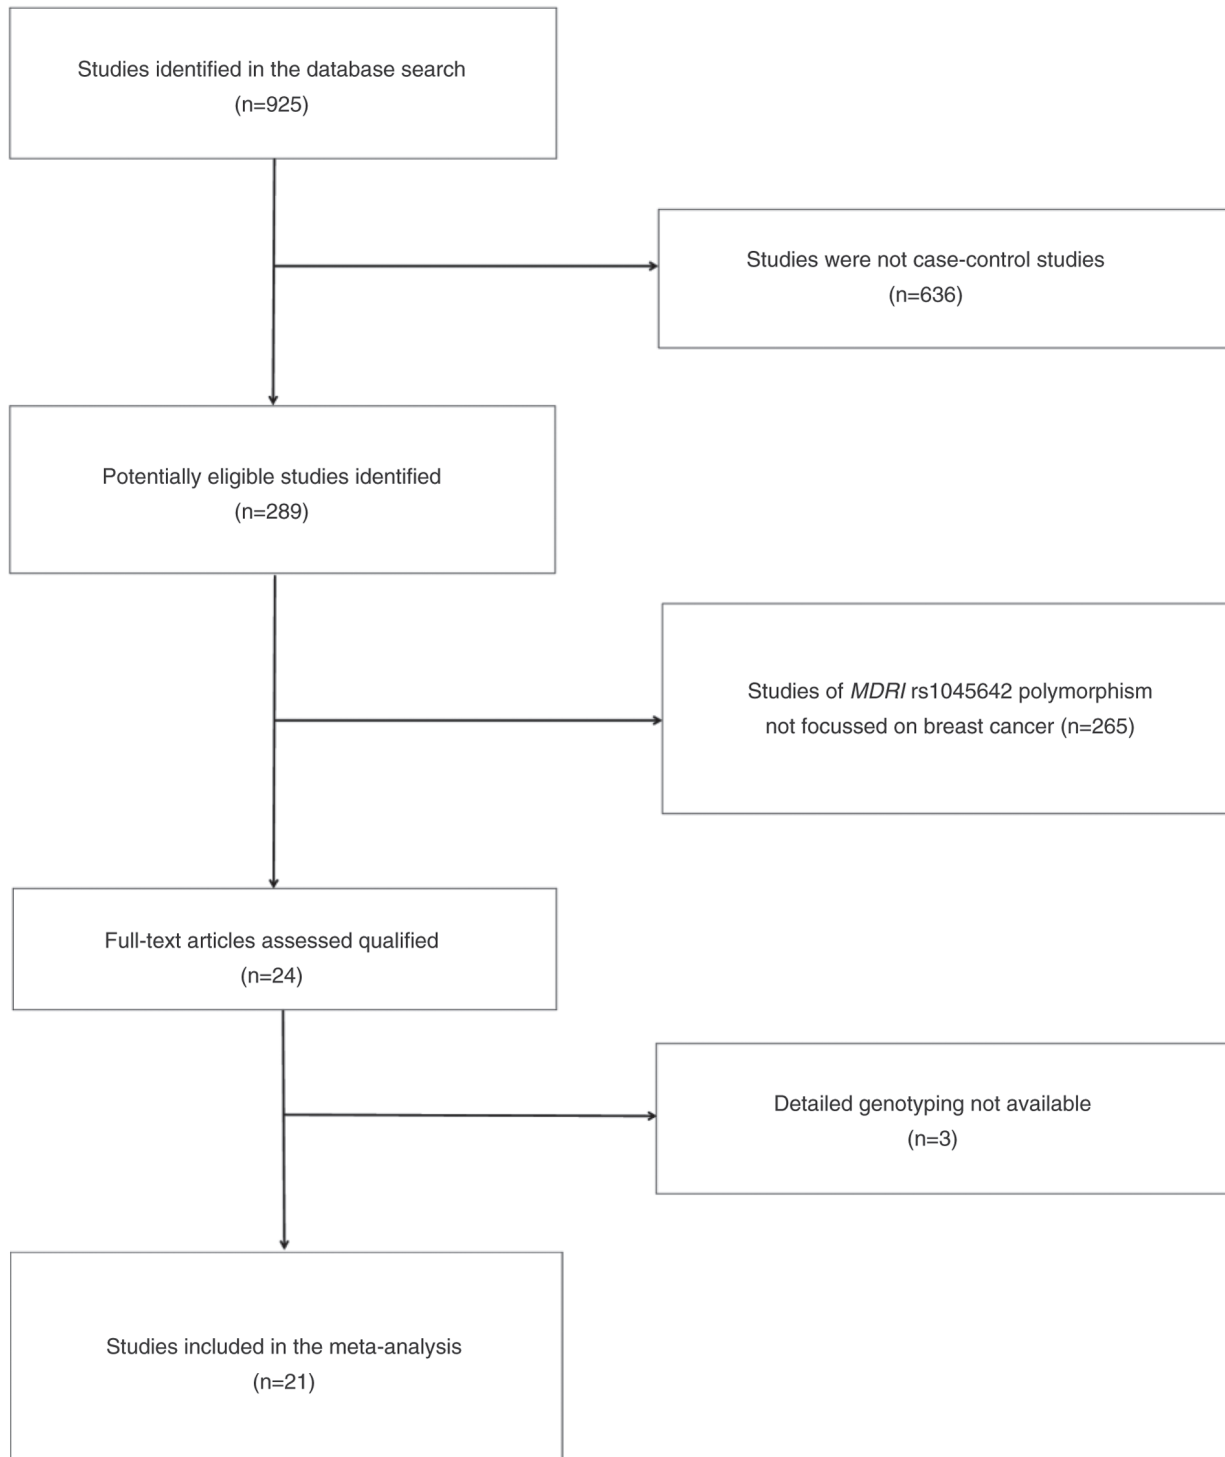 Studies identified in the database search
(n=925)
Studies were not case-control studies
(n=636)
Potentially eligible studies identified
(n=289)
Studies of MDRI rs1045642 polymorphism
not focussed on breast cancer (n=265)
Full-text articles assessed qualified
(n=24)
Detailed genotyping not available
(n=3)
Studies included in the meta-analysis
(n=21)